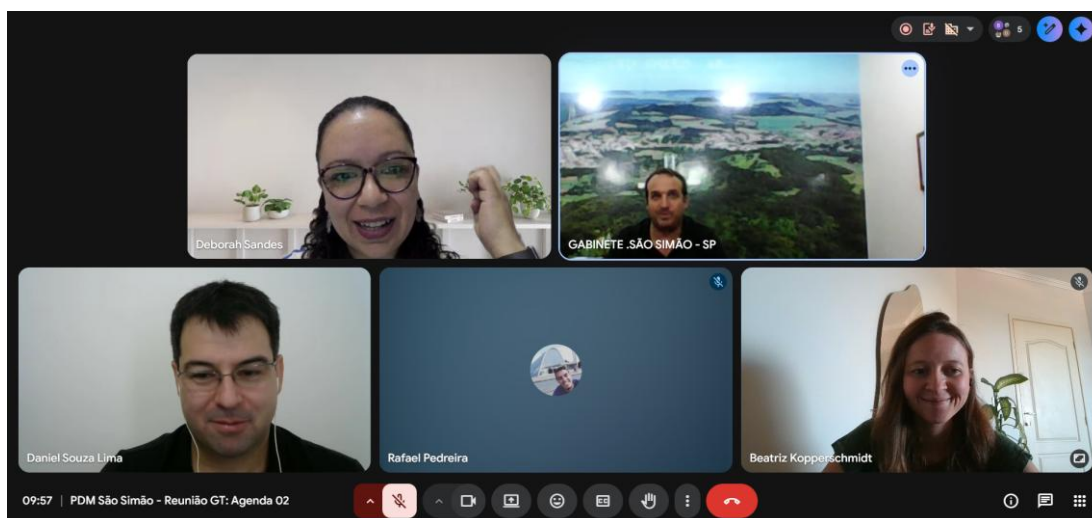 5
Deborah Sandes
GABINETE .SÃO SIMÃO - SP
Daniel Souza Lima
Rafael Pedreira
Beatriz Kopperschmidt
09:57 | PDM São Simão - Reunião GT: Agenda 02
CC